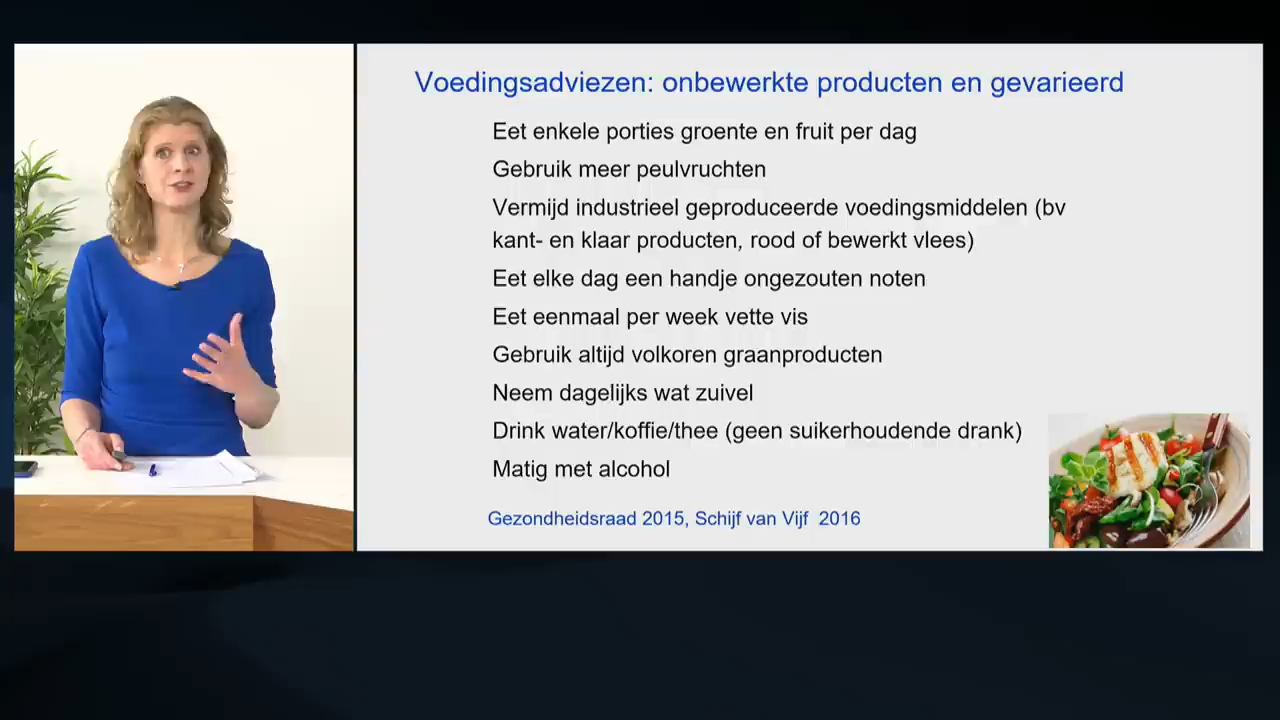 Voedingsadviezen: onbewerkte producten en gevarieerd
Eet enkele porties groente en fruit per dag
Gebruik meer peulvruchten
Vermijd industrieel geproduceerde voedingsmiddelen (bv
kant- en klaar producten, rood of bewerkt vlees)
Eet elke dag een handje ongezouten noten
Eet eenmaal per week vette vis
Gebruik altijd volkoren graanproducten
Neem dagelijks wat zuivel
Drink water/koffie/thee (geen suikerhoudende drank)
Matig met alcohol
Gezondheidsraad 2015, Schijf van Vijf 2016